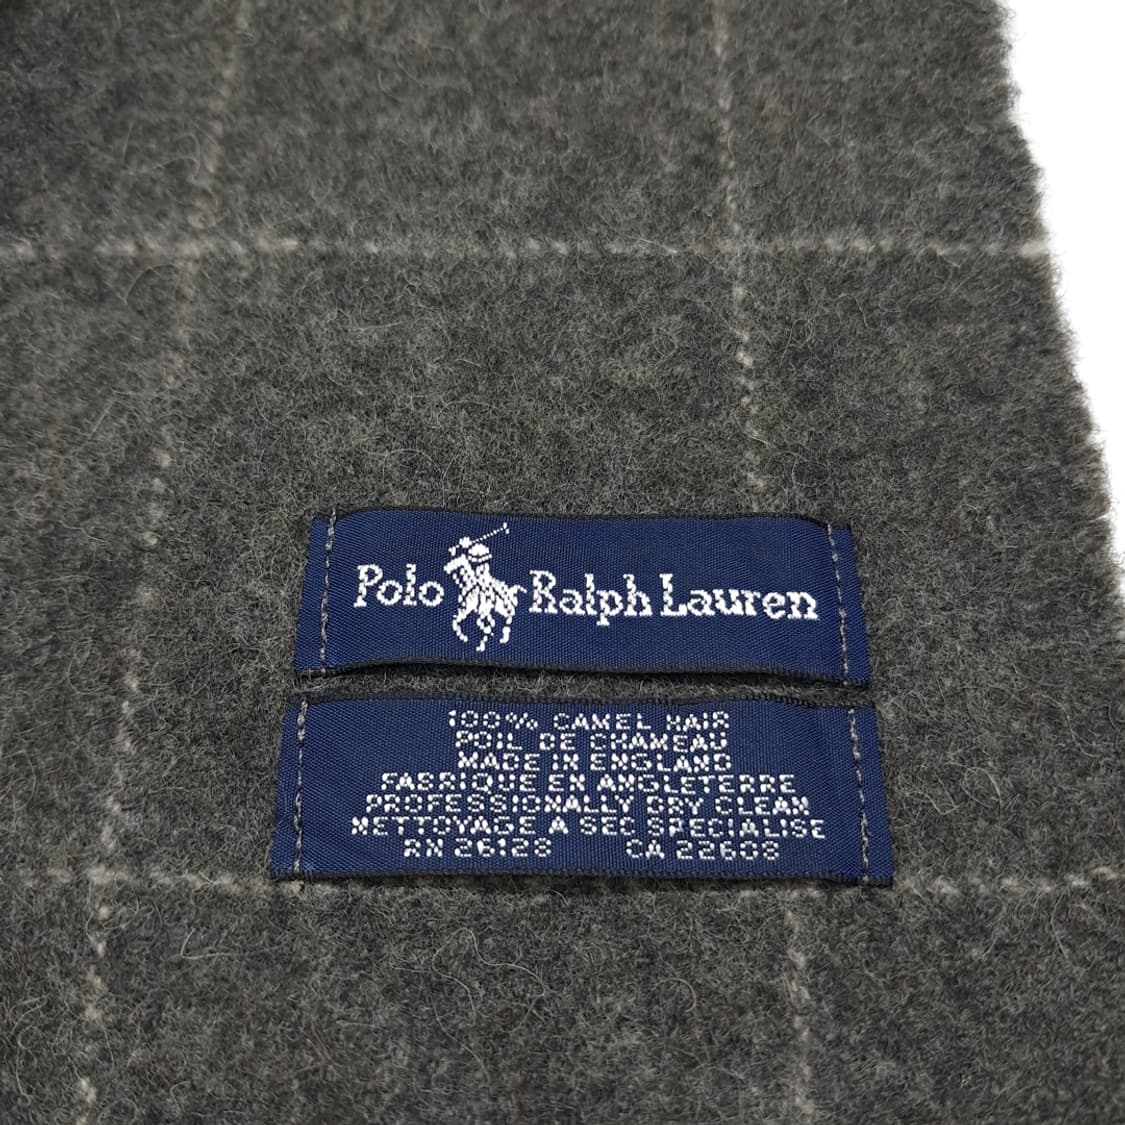 Polo Ralph Lauren
100% CAMEL HAIR
POIL DE CHAMEAU
MADE IN ENGLAND
FABRIQUE EN ANGLETERRE
PROFESSIONALLY DRY CLEAN
NETTOYAGE A SEC SPECIALISE
RN 26128 CA 22608